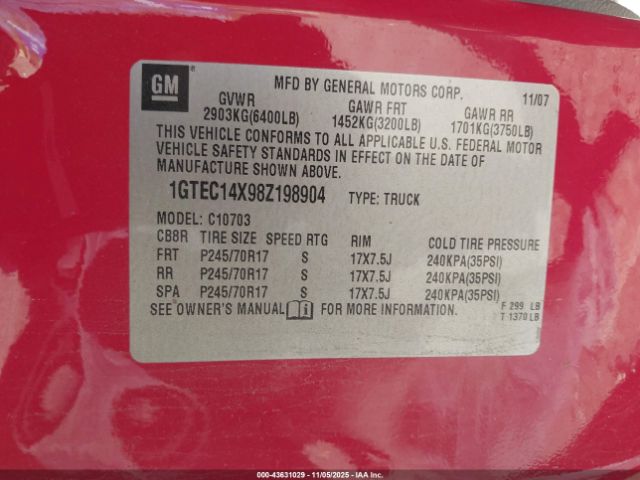 GM
MFD BY GENERAL MOTORS CORP. 11/07
GVWR GAWR FRT GAWR RR
2903KG(6400LB) 1452KG(3200LB) 1701KG(3750LB)
THIS VEHICLE CONFORMS TO ALL APPLICABLE U.S. FEDERAL MOTOR
VEHICLE SAFETY STANDARDS IN EFFECT ON THE DATE OF
MANUFACTURE SHOWN ABOVE.
1GTEC14X98Z198904 TYPE: TRUCK
MODEL: C10703
CB8R TIRE SIZE SPEED RTG RIM COLD TIRE PRESSURE
FRT P245/70R17 S 17X7.5J 240KPA(35PSI)
RR P245/70R17 S 17X7.5J 240KPA(35PSI)
SPA P245/70R17 S 17X7.5J 240KPA(35PSI)
SEE OWNER'S MANUAL i FOR MORE INFORMATION.
F 299 LB
T 1370 LB
000-43631029 - 11/05/2025 - IAAI, Inc.